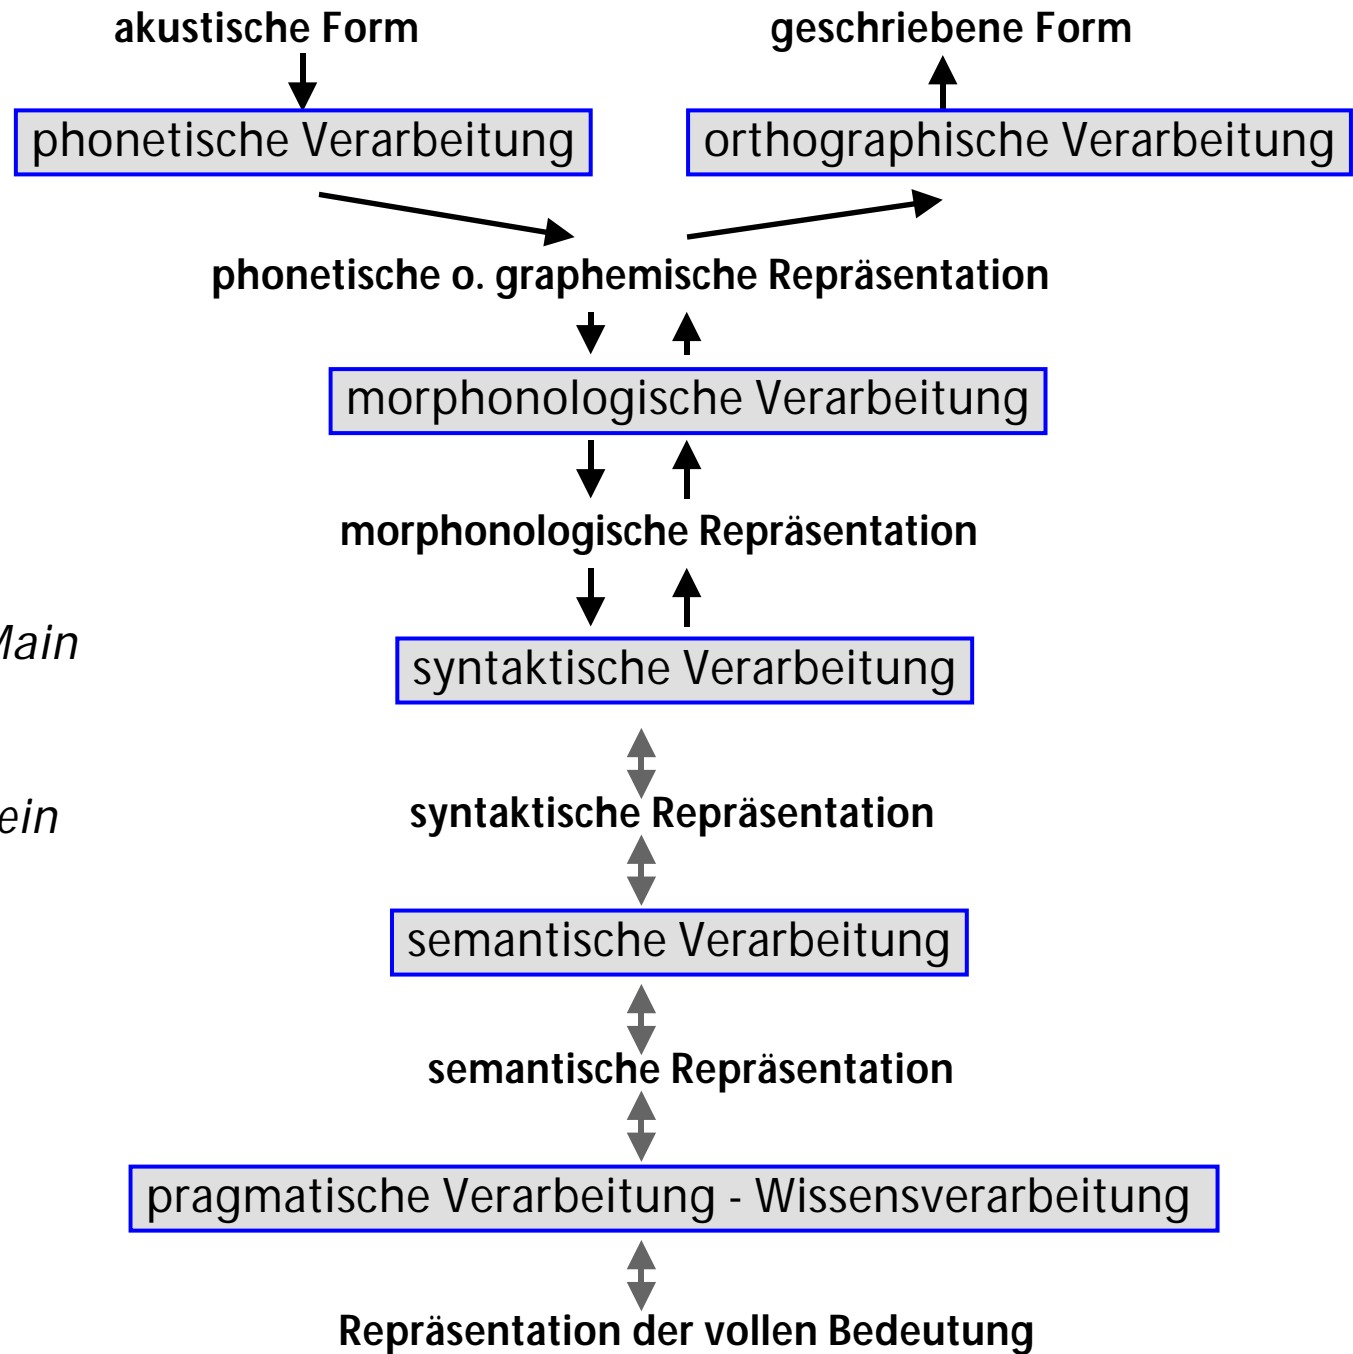 akustische Form
geschriebene Form
phonetische Verarbeitung
orthographische Verarbeitung
phonetische o. graphemische Repräsentation
morphonologische Verarbeitung
morphonologische Repräsentation
Main
syntaktische Verarbeitung
ein
syntaktische Repräsentation
semantische Verarbeitung
semantische Repräsentation
pragmatische Verarbeitung - Wissensverarbeitung
Repräsentation der vollen Bedeutung